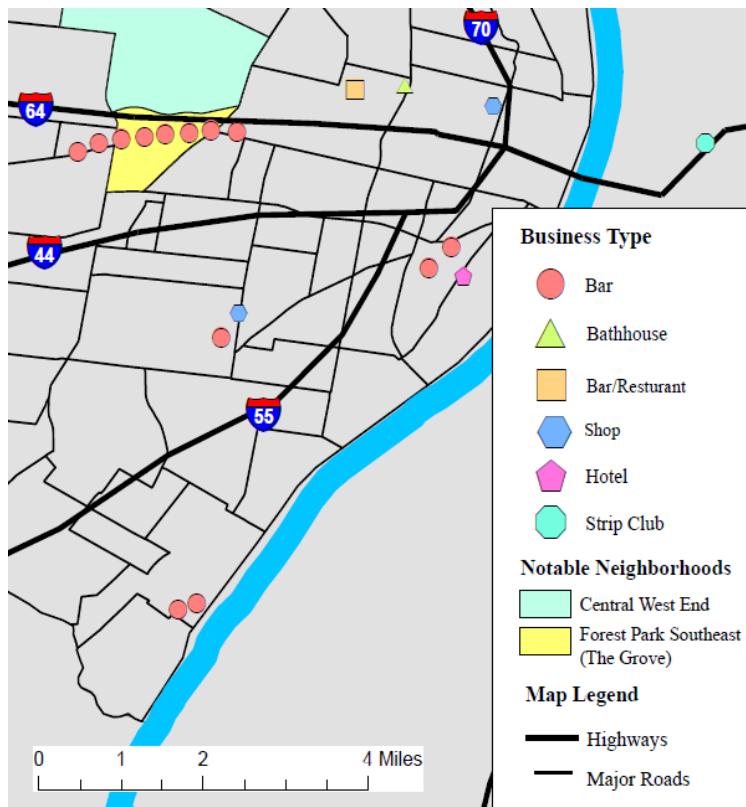 70
64
44
55
Business Type
Bar
Bathhouse
Bar/Resturant
Shop
Hotel
Strip Club
Notable Neighborhoods
Central West End
Forest Park Southeast
(The Grove)
Map Legend
Highways
Major Roads
0 1 2 4 Miles